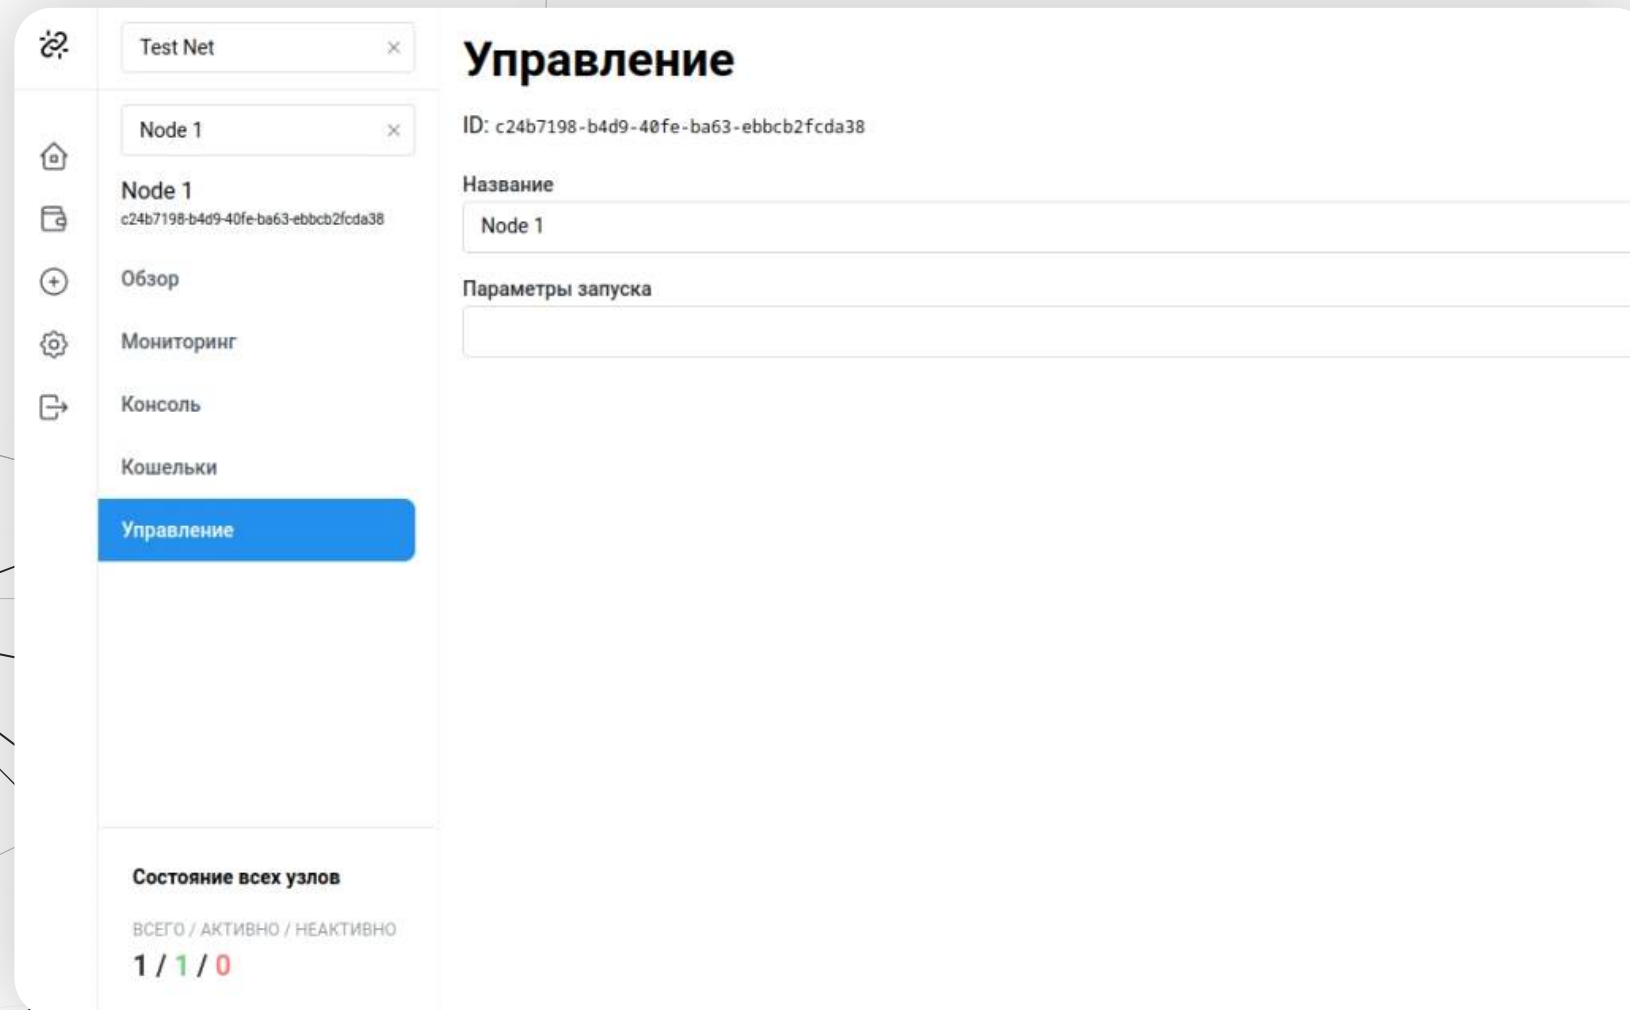 Test Net
Node 1
Node 1
c24b7198-b4d9-40fe-ba63-ebbcb2fcda38
Обзор
Мониторинг
Консоль
Кошельки
Управление
Состояние всех узлов
ВСЕГО / АКТИВНО / НЕАКТИВНО
1 / 1 / 0
Управление
ID: c24b7198-b4d9-40fe-ba63-ebbcb2fcda38
Название
Node 1
Параметры запуска